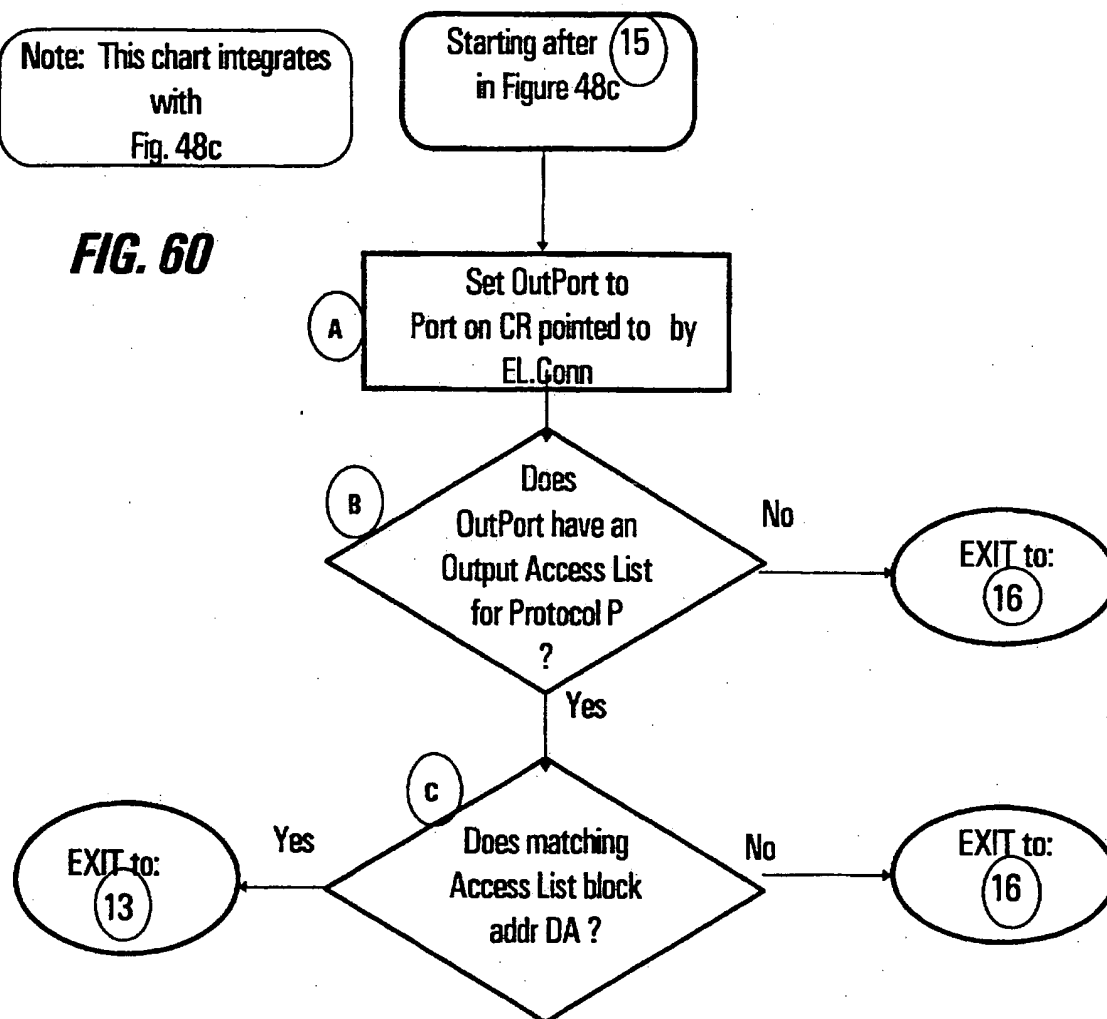 Note: This chart integrates
with
Fig. 48c
Starting after 15
in Figure 48c
FIG. 60
A
Set OutPort to
Port on CR pointed to by
EL.Conn
B
Does
OutPort have an
Output Access List
for Protocol P
?
No
EXIT to:
16
Yes
C
Does matching
Access List block
addr DA ?
Yes
EXIT to:
13
No
EXIT to:
16